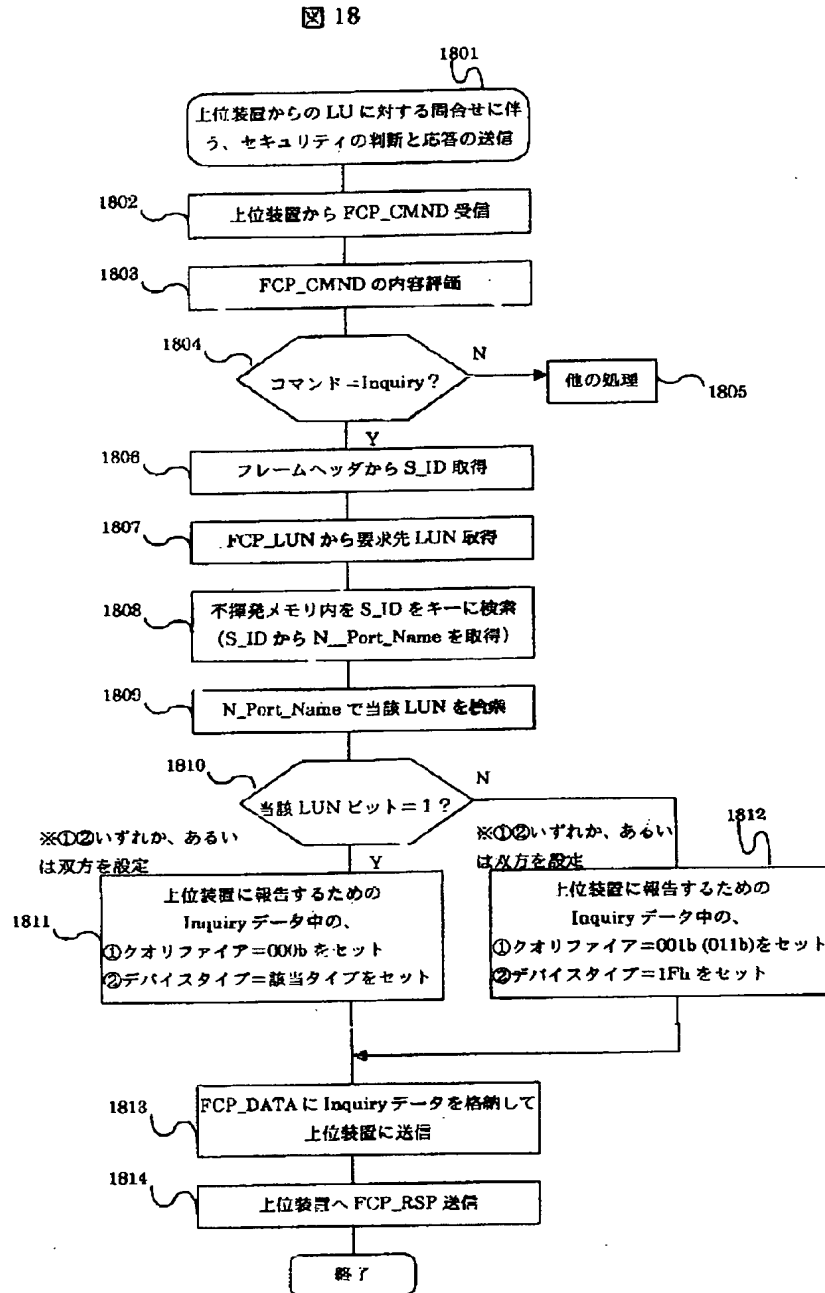 図 18
1801
上位装置からの LU に対する問合せに伴
う、セキュリティの判断と応答の送信
1802
上位装置から FCP_CMND 受信
1803
FCP_CMND の内容評価
1804
コマンド=Inquiry?
N
他の処理
1805
Y
1806
フレームヘッダから S_ID 取得
1807
FCP_LUN から要求先 LUN 取得
1808
不揮発メモリ内を S_ID をキーに検索
(S_ID から N__Port_Name を取得)
1809
N_Port_Name で当該 LUN を検索
1810
当該 LUN ビット=1?
N
※①②いずれか、あるい
は双方を設定
Y
※①②いずれか、あるい
は双方を設定
1812
1811
上位装置に報告するための
Inquiry データ中の、
①クオリファイア=000b をセット
②デバイスタイプ=該当タイプをセット
上位装置に報告するための
Inquiry データ中の、
①クオリファイア=001b (011b)をセット
②デバイスタイプ=1Fh をセット
1813
FCP_DATA に Inquiry データを格納して
上位装置に送信
1814
上位装置へ FCP_RSP 送信
終了